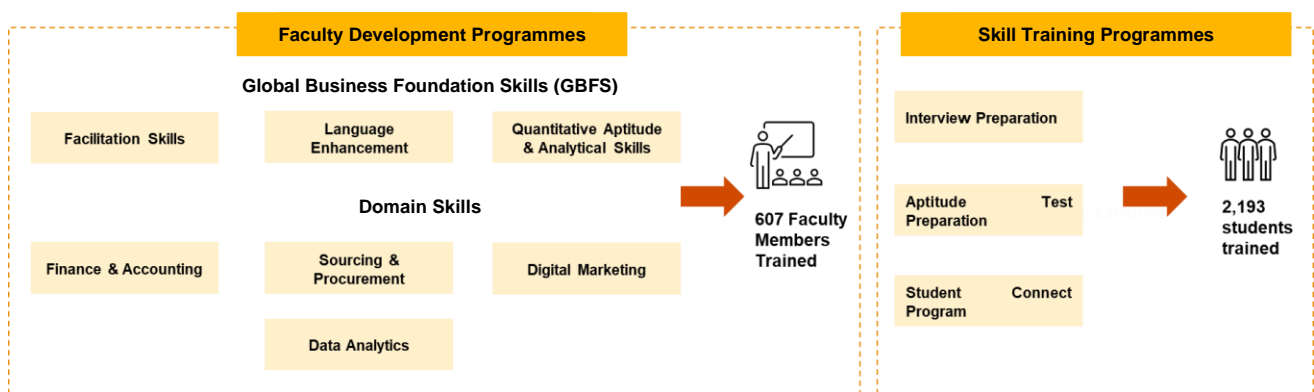 Faculty Development Programmes
Global Business Foundation Skills (GBFS)
Facilitation Skills
Language
Enhancement
Quantitative Aptitude
& Analytical Skills
Domain Skills
Finance & Accounting
Sourcing &
Procurement
Digital Marketing
Data Analytics
607 Faculty
Members
Trained
Skill Training Programmes
Interview Preparation
Aptitude Test
Preparation
Student Connect
Program
2,193
students
trained